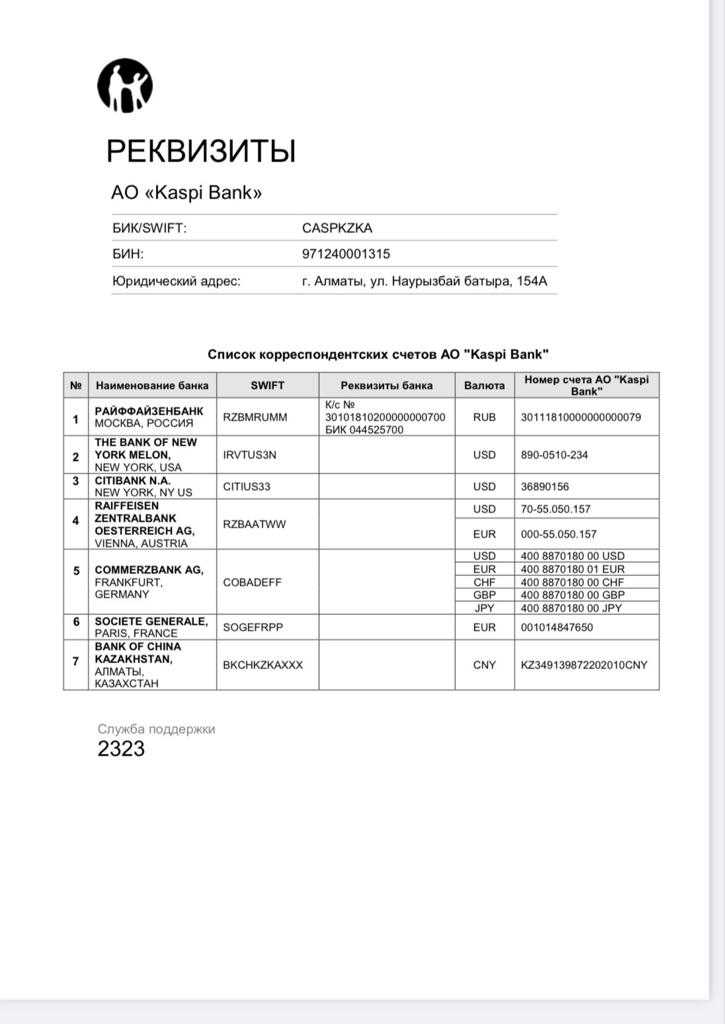 РЕКВИЗИТЫ
АО «Kaspi Bank»
БИК/SWIFT: CASPKZKA
БИН: 971240001315
Юридический адрес: г. Алматы, ул. Наурызбай батыра, 154А
Список корреспондентских счетов АО "Kaspi Bank"
№ Наименование банка SWIFT Реквизиты банка Валюта Номер счета АО "Kaspi
Bank"
1 РАЙФФАЙЗЕНБАНК
МОСКВА, РОССИЯ
RZBMRUMM
К/с №
30101810200000000700
БИК 044525700
RUB 30111810000000000079
2 THE BANK OF NEW
YORK MELON,
NEW YORK, USA
IRVTUS3N USD 890-0510-234
3 CITIBANK N.A.
NEW YORK, NY US
CITIUS33 USD 36890156
4 RAIFFEISEN
ZENTRALBANK
OESTERREICH AG,
VIENNA, AUSTRIA
RZBAATWW
USD 70-55.050.157
EUR 000-55.050.157
5 COMMERZBANK AG,
FRANKFURT,
GERMANY
COBADEFF
USD 400 8870180 00 USD
EUR 400 8870180 01 EUR
CHF 400 8870180 00 CHF
GBP 400 8870180 00 GBP
JPY 400 8870180 00 JPY
6 SOCIETE GENERALE,
PARIS, FRANCE
SOGEFRPP EUR 001014847650
7 BANK OF CHINA
KAZAKHSTAN,
АЛМАТЫ,
КАЗАХСТАН
BKCHKZKAXXX CNY KZ349139872202010CNY
Служба поддержки
2323